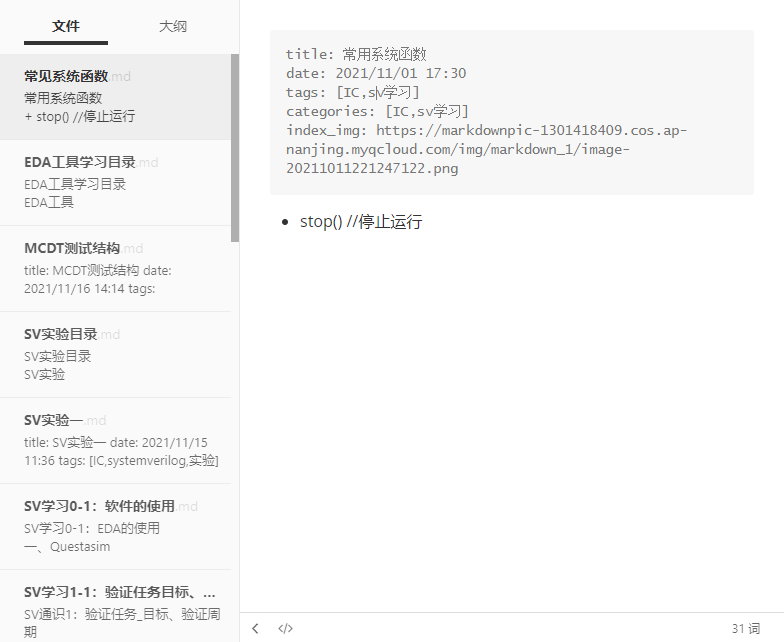 文件
大纲
常见系统函数.md
常用系统函数
+ stop() //停止运行
EDA工具学习目录.md
EDA工具学习目录
EDA工具
MCDT测试结构.md
title: MCDT测试结构 date:
2021/11/16 14:14 tags:
SV实验目录.md
SV实验目录
SV实验
SV实验一.md
title: SV实验一 date: 2021/11/15
11:36 tags: [IC,systemverilog,实验]
SV学习0-1：软件的使用.md
SV学习0-1：EDA的使用
一、Questasim
SV学习1-1：验证任务目标、...
SV通识1：验证任务_目标、验证周
期
title: 常用系统函数
date: 2021/11/01 17:30
tags: [IC,sV学习]
categories: [IC,sv学习]
index_img: https://markdownpic-1301418409.cos.ap-
nanjing.myqcloud.com/img/markdown_1/image-
20211011221247122.png
• stop() //停止运行
< </> 31 词